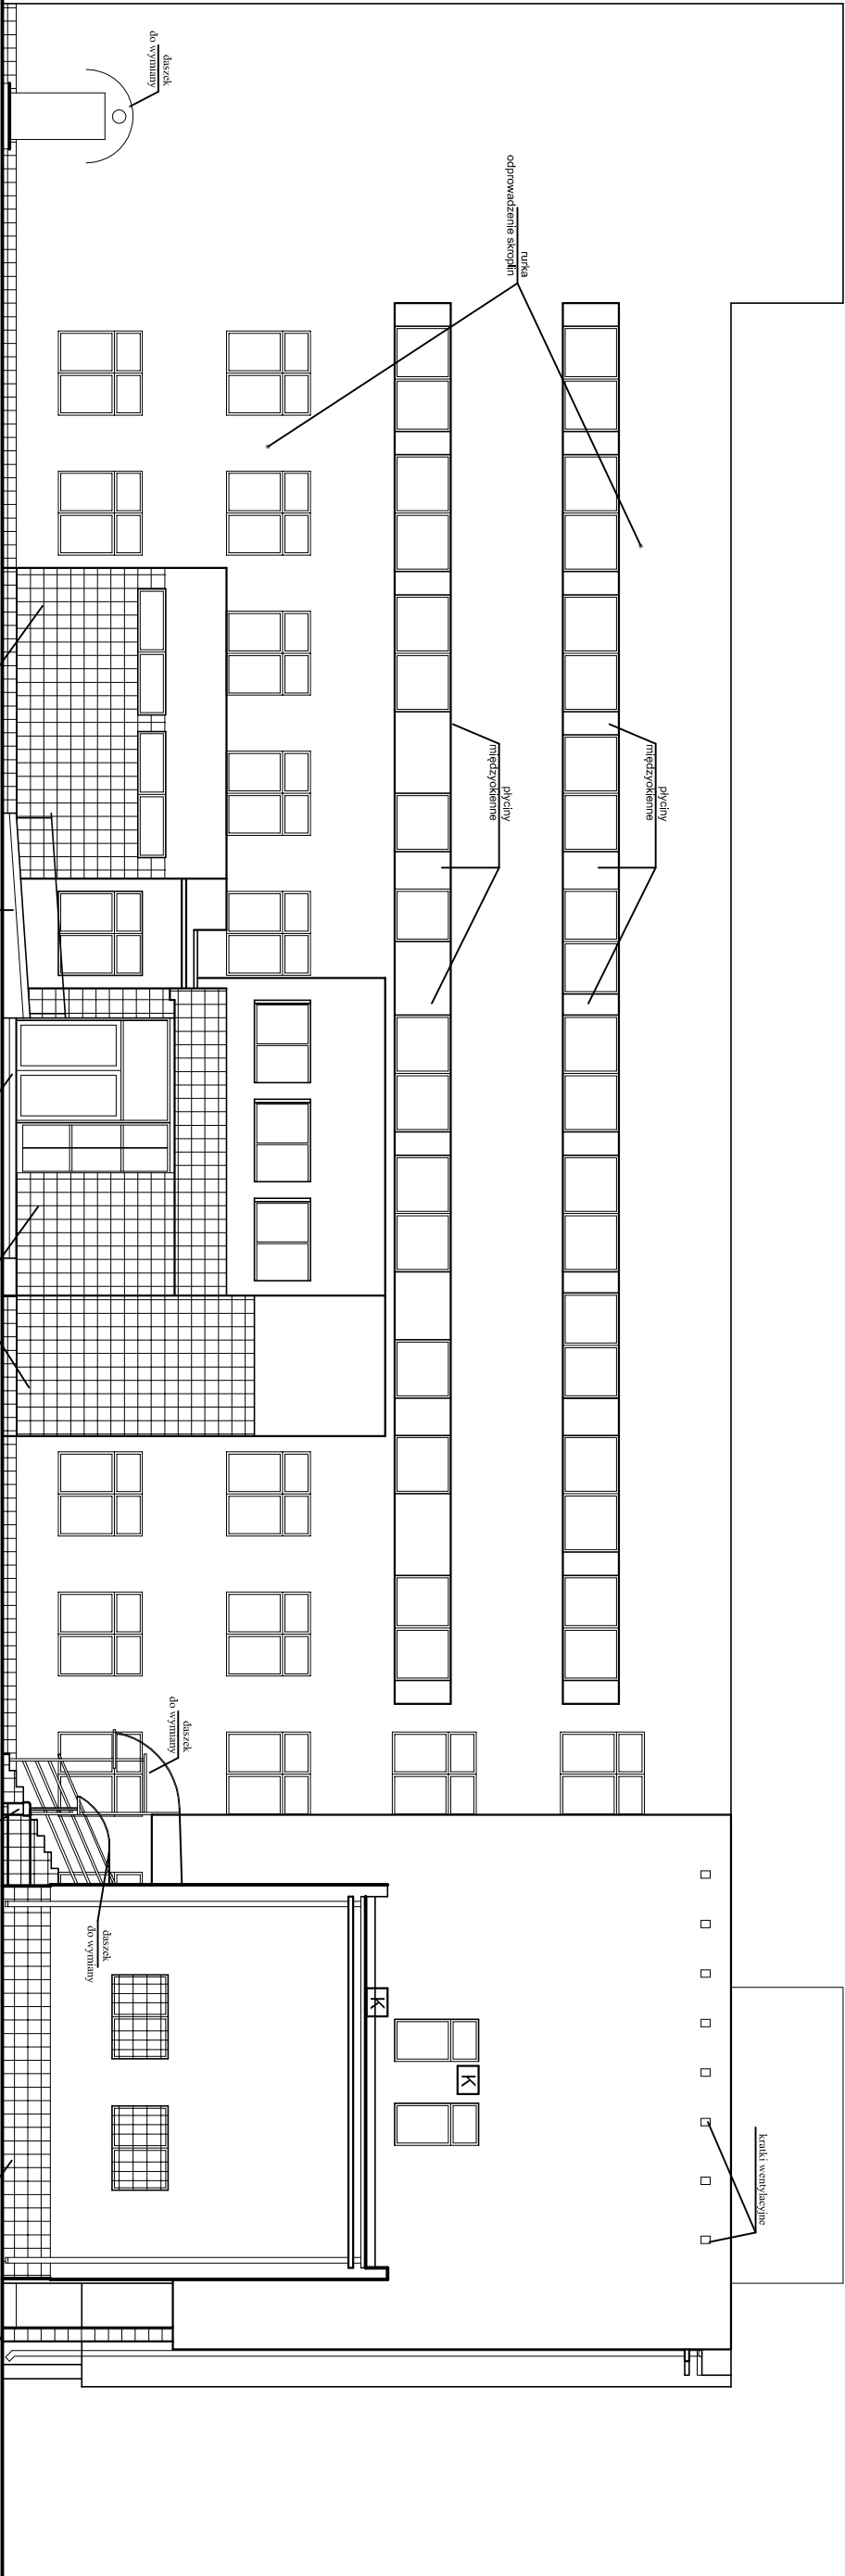 daszek
do wymiany
rurka
odprowadzenie skroplin
płyciny
międzyokienne
płyciny
międzyokienne
daszek
do wymiany
daszek
do wymiany
K
K
kratki wentylacyjne